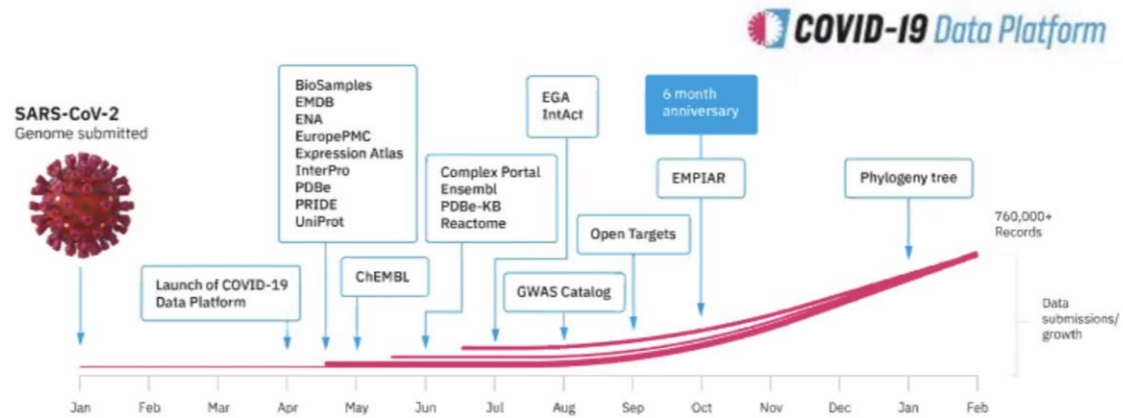 COVID-19 Data Platform
SARS-CoV-2
Genome submitted
BioSamples
EMDB
ENA
EuropePMC
Expression Atlas
InterPro
PDBe
PRIDE
UniProt
EGA
IntAct
6 month
anniversary
Complex Portal
Ensembl
PDBe-KB
Reactome
EMPIAR
Phylogeny tree
760,000+
Records
Open Targets
Launch of COVID-19
Data Platform
ChEMBL
GWAS Catalog
Data
submissions/
growth
Jan Feb Mar Apr May Jun Jul Aug Sep Oct Nov Dec Jan Feb